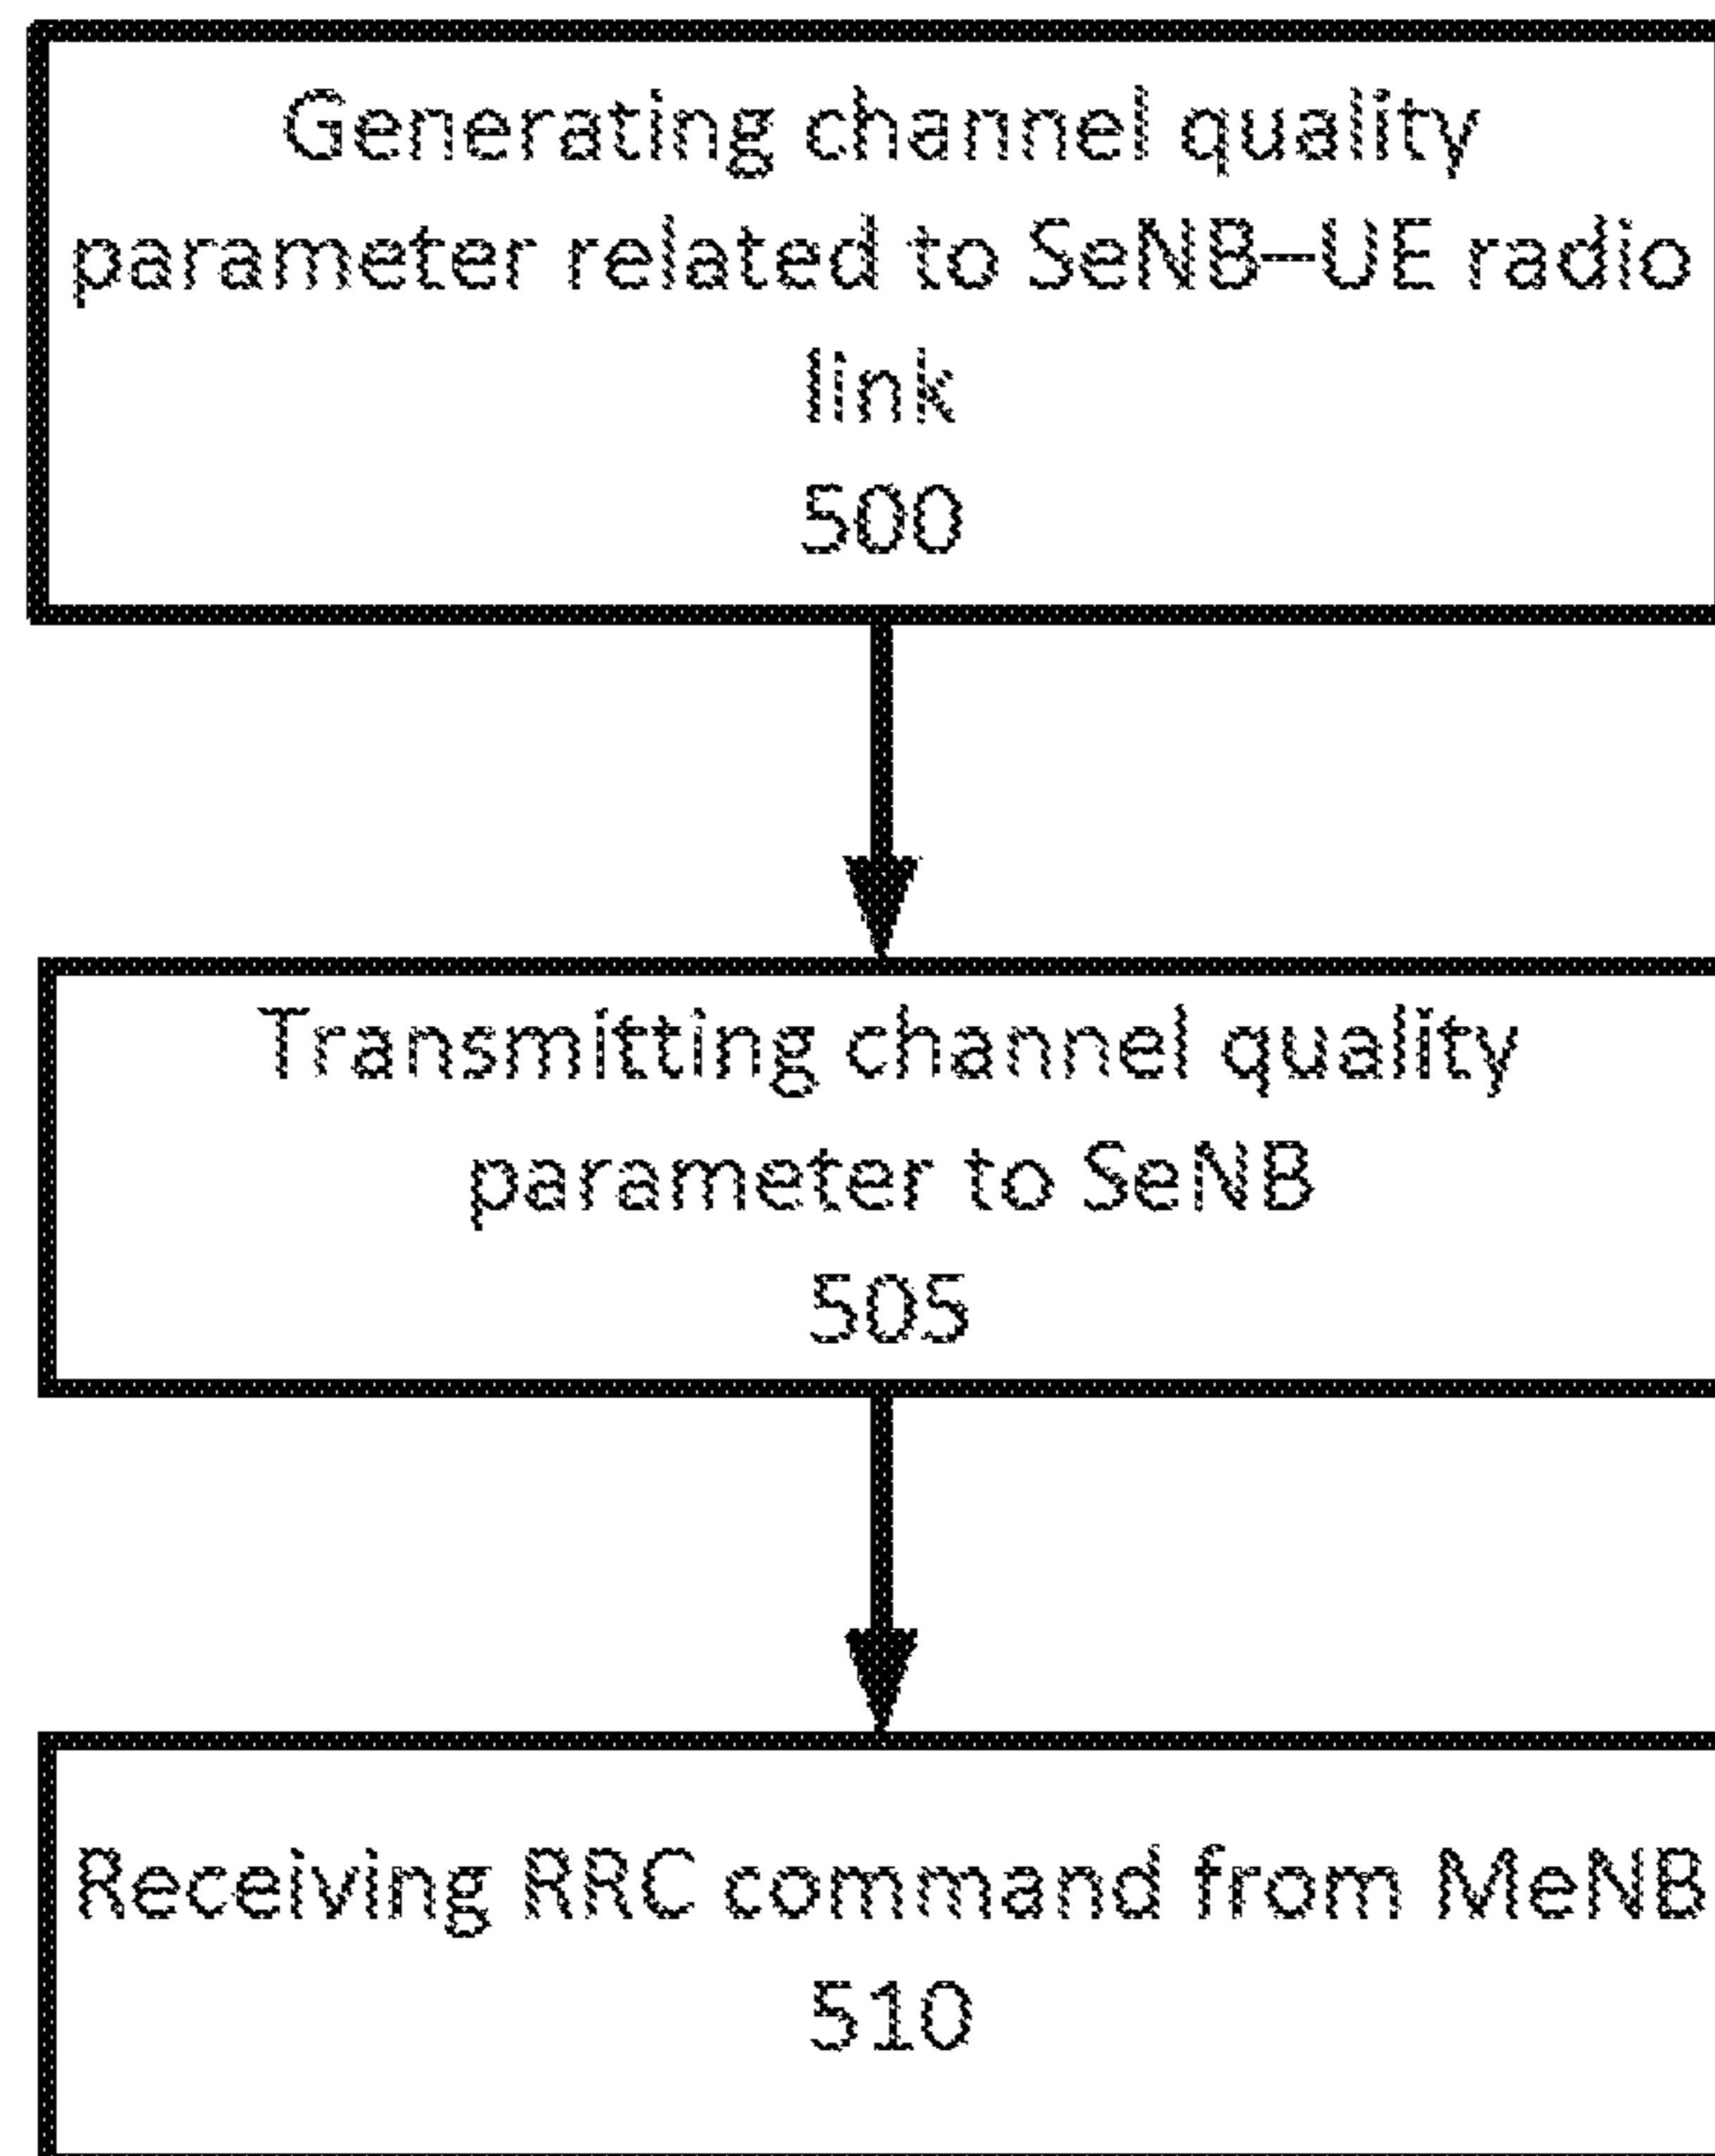 Generating channel quality
parameter related to SeNB–UE radio
link
500
Transmitting channel quality
parameter to SeNB
505
Receiving RRC command from MeNB
510